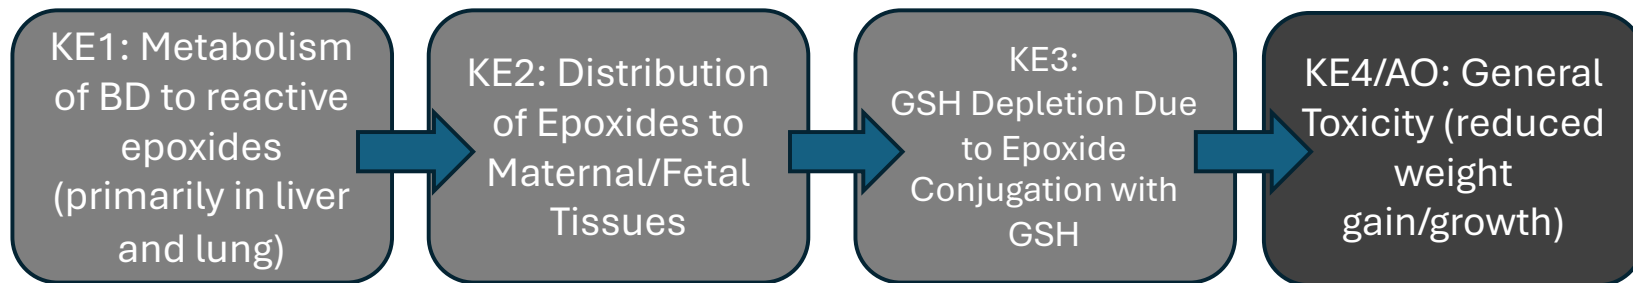 KE1: Metabolism
of BD to reactive
epoxides
(primarily in liver
and lung)
KE2: Distribution
of Epoxides to
Maternal/Fetal
Tissues
KE3:
GSH Depletion Due
to Epoxide
Conjugation with
GSH
KE4/AO: General
Toxicity (reduced
weight
gain/growth)